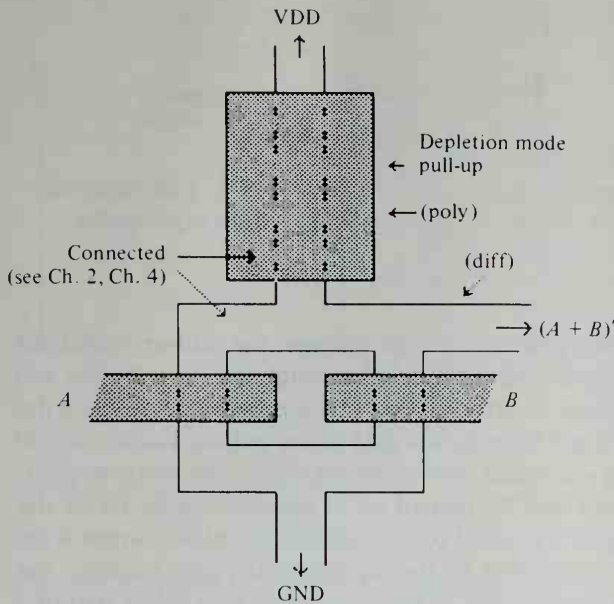 VDD
Depletion mode
pull-up
(poly)
Connected
(see Ch. 2, Ch. 4)
(diff)
(A + B)'
A
B
GND